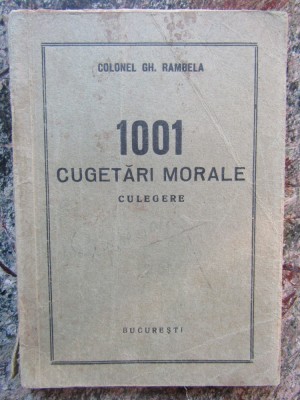 COLONEL GH. RAMBELA
1001
CUGETĂRI MORALE
CULEGERE
BUCUREȘTI